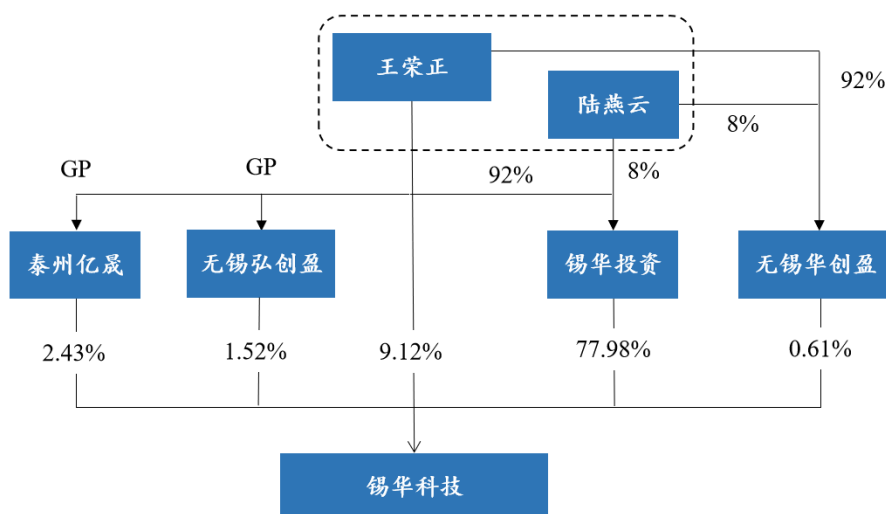 王荣正
92%
陆燕云
8%
GP
GP
92%
8%
泰州亿晟
无锡弘创盈
锡华投资
无锡华创盈
2.43%
1.52%
9.12%
77.98%
0.61%
锡华科技